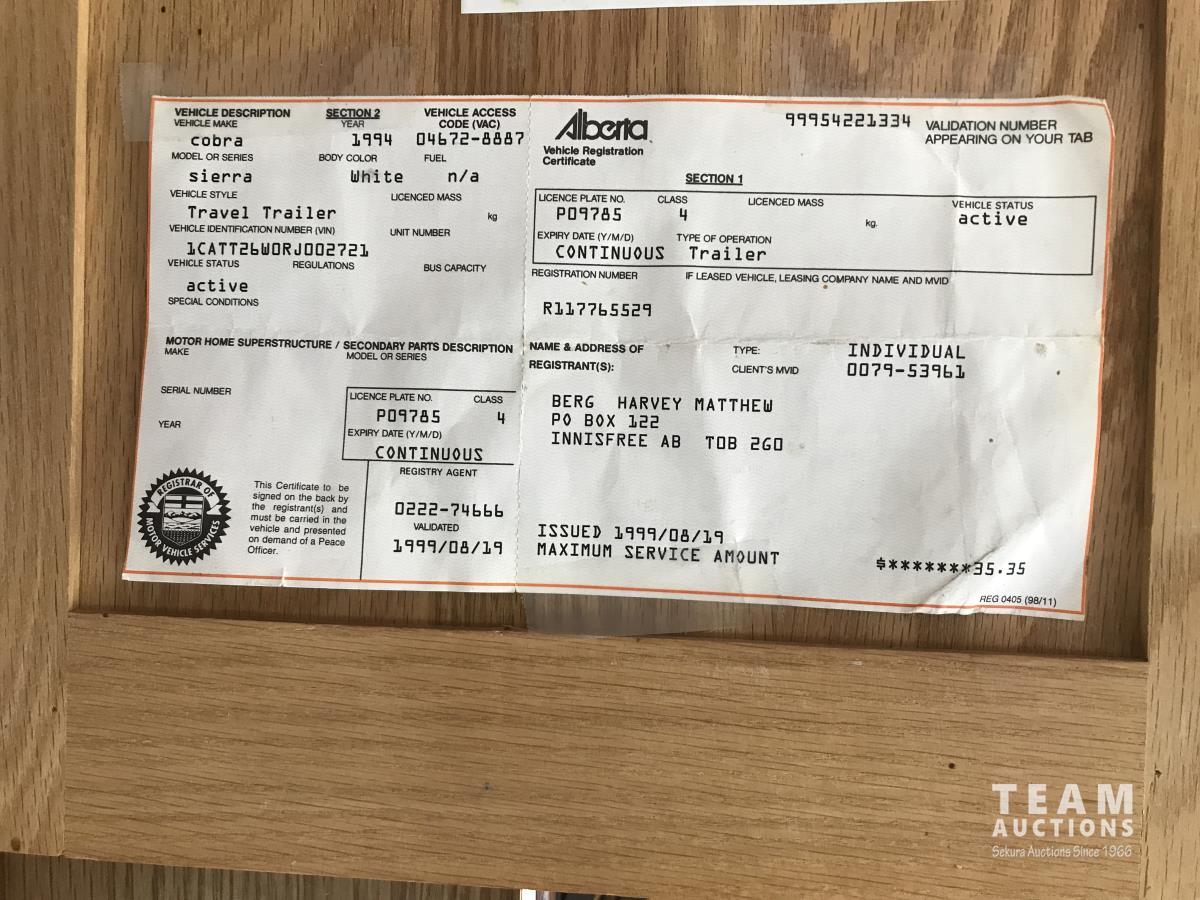 VEHICLE DESCRIPTION SECTION 2 VEHICLE ACCESS
VEHICLE MAKE YEAR CODE (VAC)
cobra 1994 04672-8887
MODEL OR SERIES BODY COLOR FUEL
sierra White n/a
VEHICLE STYLE LICENCED MASS
Travel Trailer kg
VEHICLE IDENTIFICATION NUMBER (VIN) UNIT NUMBER
1CATT26W0RJ002721
VEHICLE STATUS REGULATIONS BUS CAPACITY
active
SPECIAL CONDITIONS
MOTOR HOME SUPERSTRUCTURE / SECONDARY PARTS DESCRIPTION
MAKE MODEL OR SERIES
SERIAL NUMBER
YEAR
LICENCE PLATE NO. CLASS
P09785 4
EXPIRY DATE (Y/M/D)
CONTINUOUS
REGISTRY AGENT
0222-74666
VALIDATED
1999/08/19
REGISTRAR OF
MOTOR VEHICLE SERVICES
This Certificate to be
signed on the back by
the registrant(s) and
must be carried in the
vehicle and presented
on demand of a Peace
Officer.
Alberta
Vehicle Registration
Certificate
99954221334 VALIDATION NUMBER
APPEARING ON YOUR TAB
SECTION 1
LICENCE PLATE NO. CLASS LICENCED MASS VEHICLE STATUS
P09785 4 kg. active
EXPIRY DATE (Y/M/D) TYPE OF OPERATION
CONTINUOUS Trailer
REGISTRATION NUMBER IF LEASED VEHICLE, LEASING COMPANY NAME AND MVID
R117765529
NAME & ADDRESS OF TYPE: INDIVIDUAL
REGISTRANT(S): CLIENT'S MVID 0079-53961
BERG HARVEY MATTHEW
PO BOX 122
INNISFREE AB T0B 2G0
ISSUED 1999/08/19
MAXIMUM SERVICE AMOUNT $*******35.35
REG 0405 (98/11)
TEAM
AUCTIONS
Sekura Auctions Since 1966